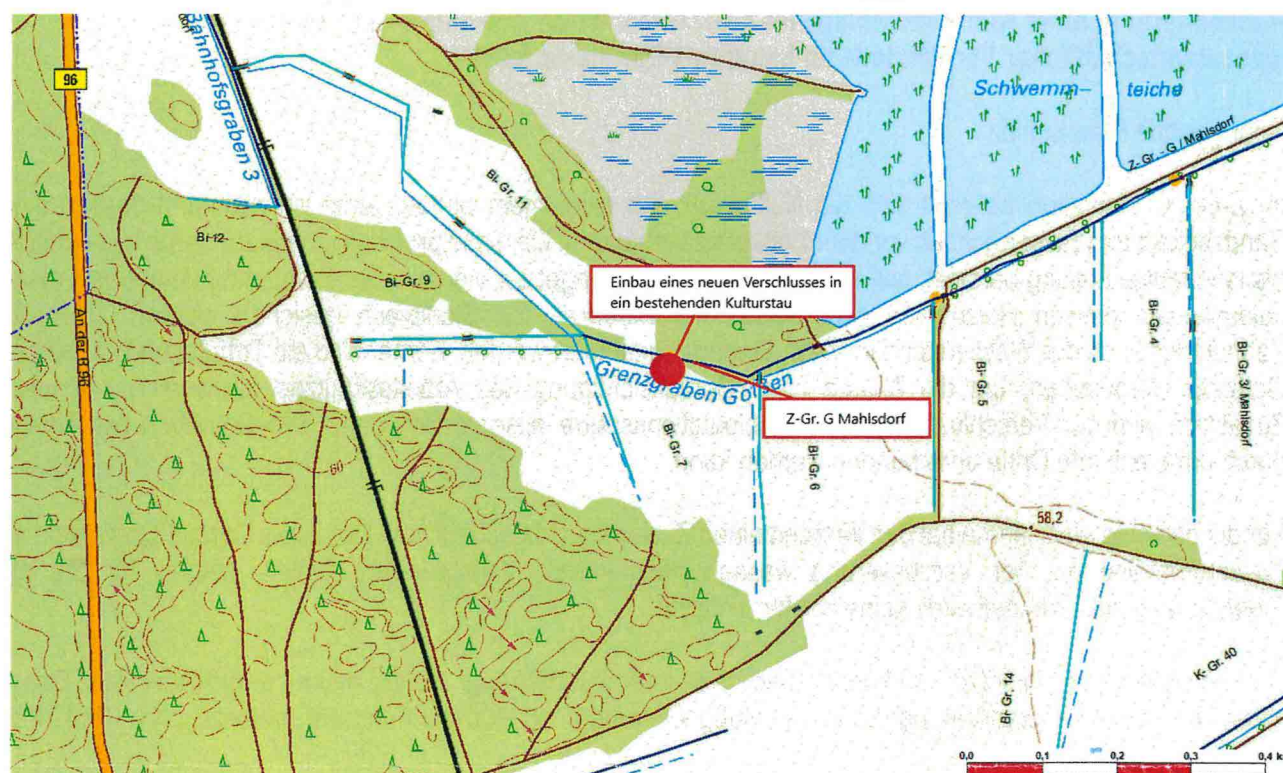 96
Bahnhofsgraben 3
Bl- Gr. 11
Schwemm- teiche
Z- Gr. - G / Mahlsdorf
Bl-12-
Bl- Gr. 9
Einbau eines neuen Verschlusses in
ein bestehenden Kulturstau
An der B 96
Grenzgraben Golßen
Z-Gr. G Mahlsdorf
Bl- Gr. 4
Bl- Gr. 3/ Mahlsdorf
Bl- Gr. 5
Bl- Gr. 7
Bl- Gr. 6
60
58,2
Bl- Gr. 14
K- Gr. 40
0,0 0,1 0,2 0,3 0,4 k